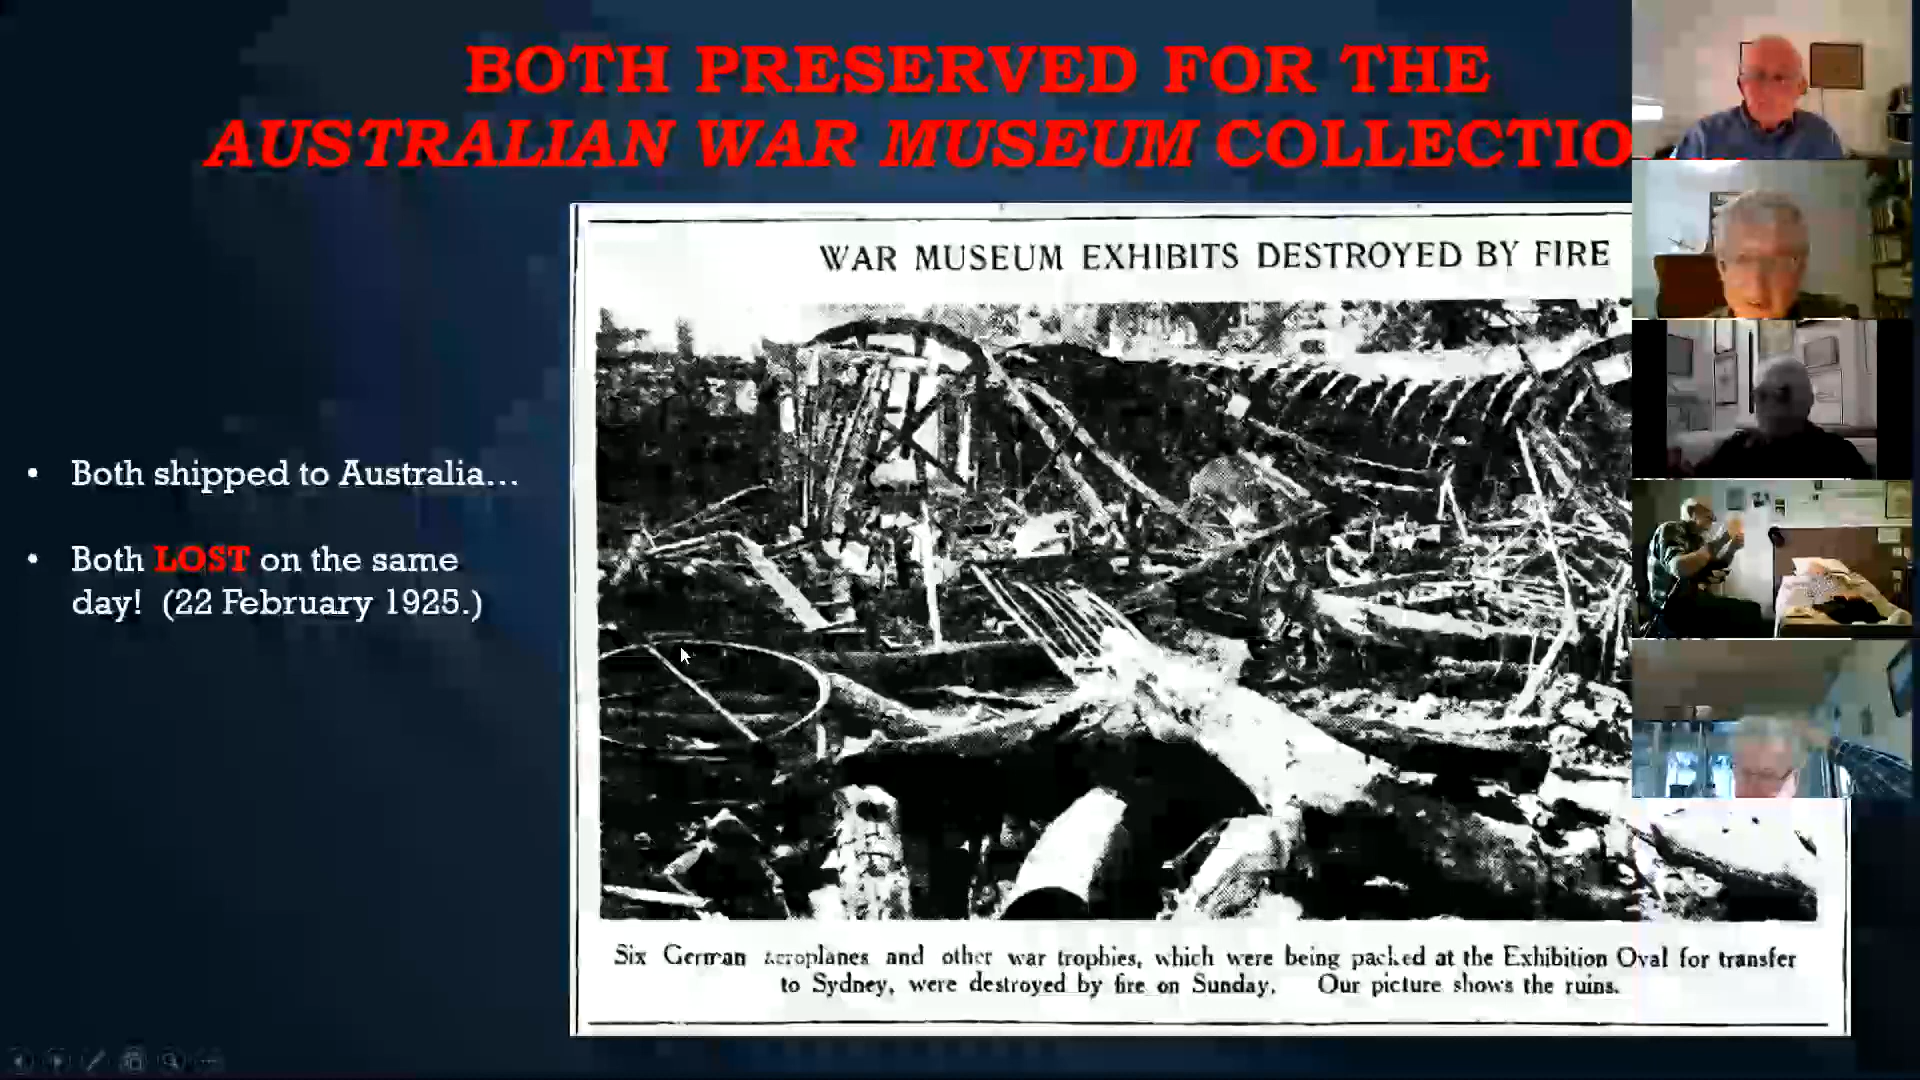 BOTH PRESERVED FOR THE
AUSTRALIAN WAR MUSEUM COLLECTIO
• Both shipped to Australia...
• Both LOST on the same
day! (22 February 1925.)
WAR MUSEUM EXHIBITS DESTROYED BY FIRE
Six German aeroplanes and other war trophies, which were being packed at the Exhibition Oval for transfer
to Sydney, were destroyed by fire on Sunday. Our picture shows the ruins.